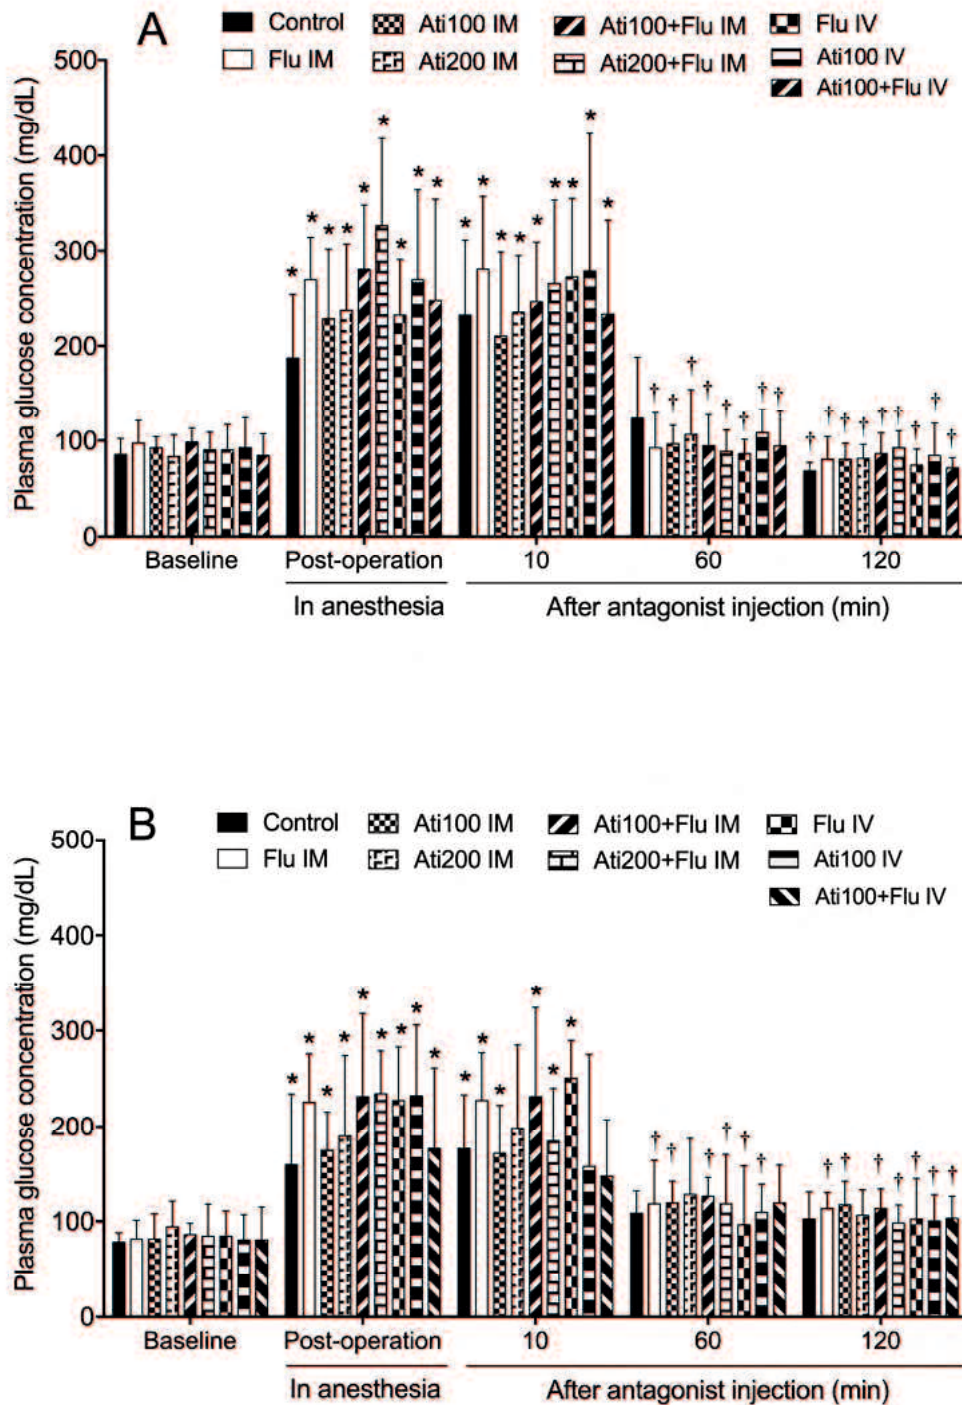 A
Control
Flu IM
Ati100 IM
Ati200 IM
Ati100+Flu IM
Ati200+Flu IM
Flu IV
Ati100 IV
Ati100+Flu IV
Plasma glucose concentration (mg/dL)
500
400
300
200
100
0
* * * * * * * * *
* * * * * * * * *
† † † † † † † †
† † † † † † † † †
Baseline
Post-operation
10
60
120
In anesthesia
After antagonist injection (min)
B
Control
Flu IM
Ati100 IM
Ati200 IM
Ati100+Flu IM
Ati200+Flu IM
Flu IV
Ati100 IV
Ati100+Flu IV
Plasma glucose concentration (mg/dL)
500
400
300
200
100
0
* * * * * * * * *
* * * * * *
† † † † † †
† † † † † † †
Baseline
Post-operation
10
60
120
In anesthesia
After antagonist injection (min)